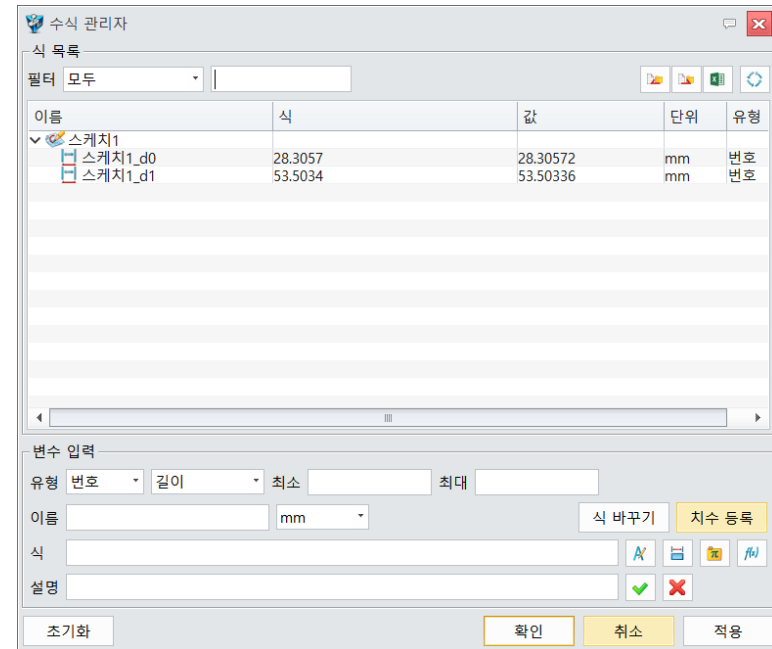 수식 관리자
식 목록
필터 모두
이름 식 값 단위 유형
스케치1
스케치1_d0 28.3057 28.30572 mm 번호
스케치1_d1 53.5034 53.50336 mm 번호
변수 입력
유형 번호 길이 최소 최대
이름 mm 식 바꾸기 치수 등록
식 π f(x)
설명
초기화 확인 취소 적용